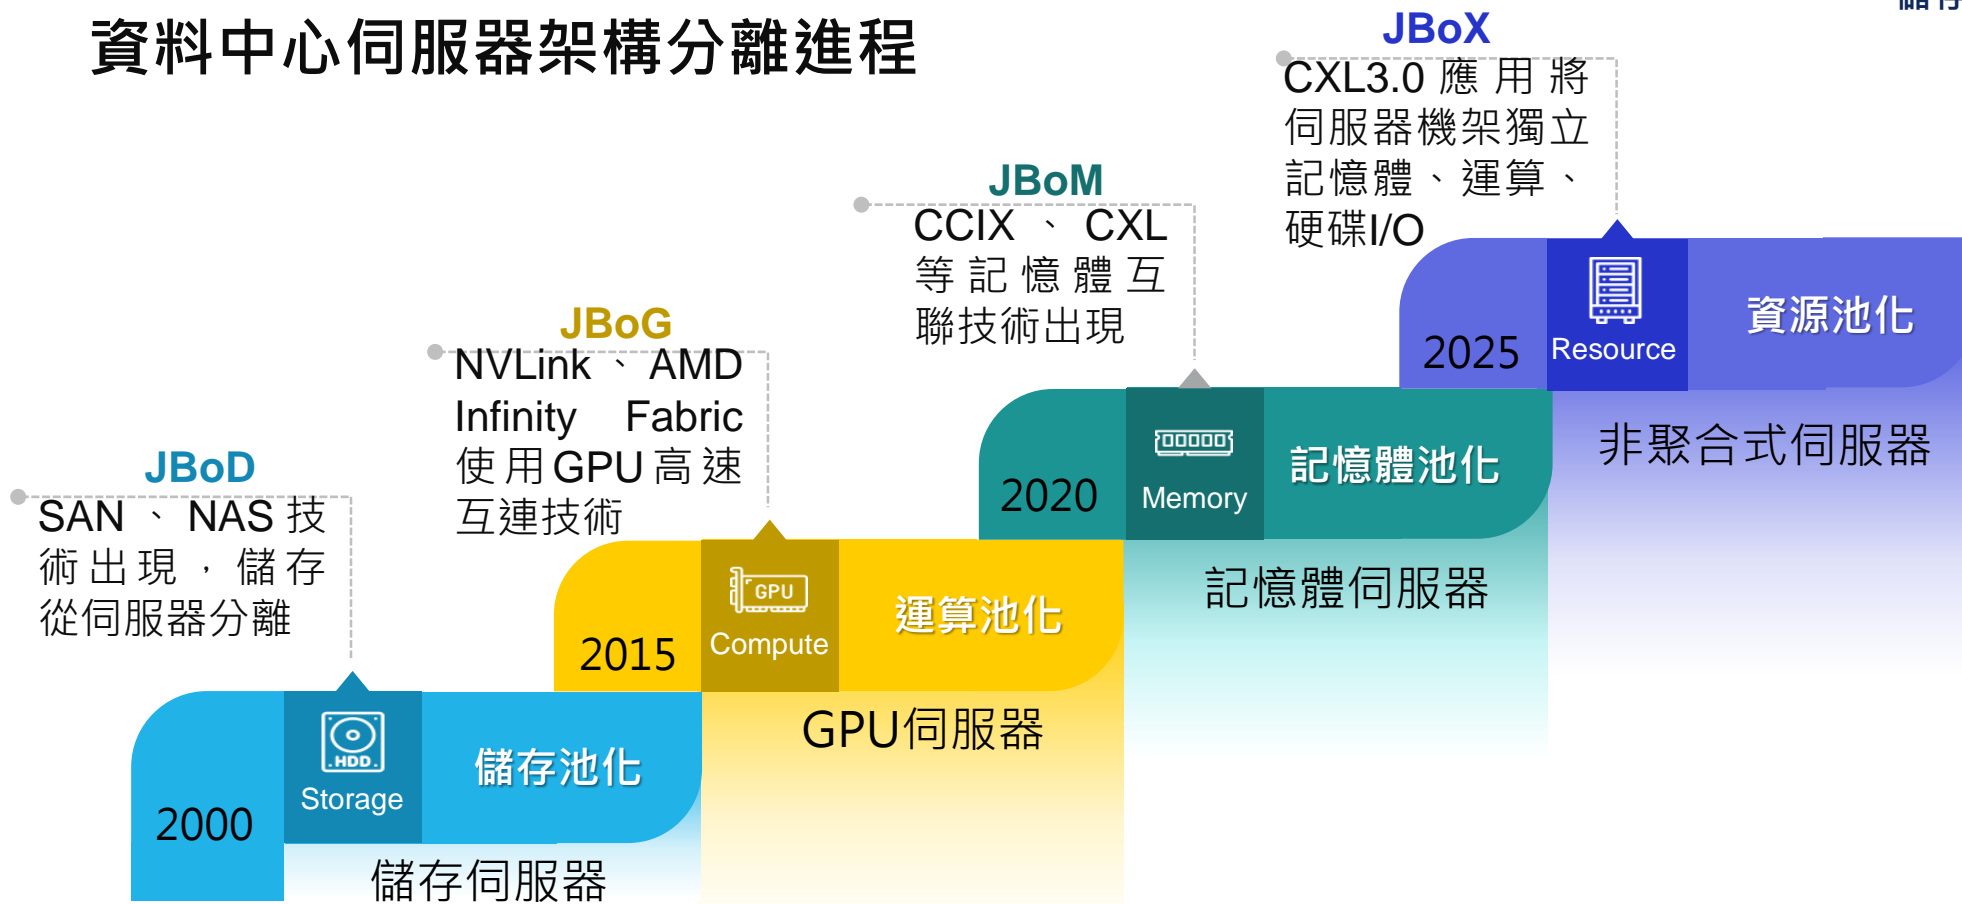 資料中心伺服器架構分離進程
JBoD
SAN、NAS技
術出現，儲存
從伺服器分離
2000
HDD
Storage
儲存池化
儲存伺服器
JBoG
NVLink、AMD
Infinity Fabric
使用GPU高速
互連技術
2015
GPU
Compute
運算池化
GPU伺服器
JBoM
CCIX、CXL
等記憶體互
聯技術出現
2020
Memory
記憶體池化
記憶體伺服器
JBoX
CXL3.0應用將
伺服器機架獨立
記憶體、運算、
硬碟I/O
2025
Resource
資源池化
非聚合式伺服器